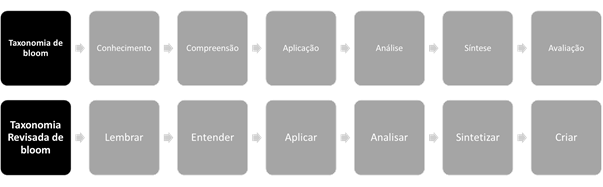 Taxonomia de
bloom
Conhecimento
Compreensão
Aplicação
Análise
Síntese
Avaliação
Taxonomia
Revisada de
bloom
Lembrar
Entender
Aplicar
Analisar
Sintetizar
Criar